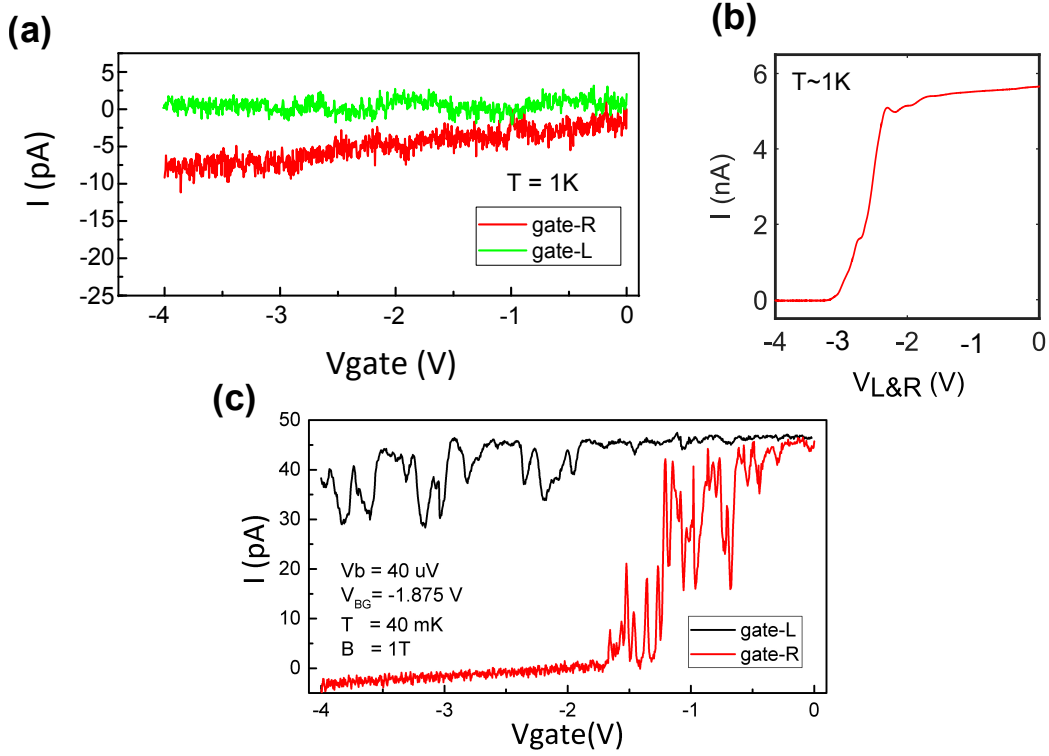 (a)
5
0
-5
-10
-15
-20
-25
I (pA)
T = 1K
gate-R
gate-L
-4
-3
-2
-1
0
Vgate (V)
(b)
6
4
2
0
I (nA)
T~1K
-4
-3
-2
-1
0
VL&R (V)
(c)
50
40
30
20
10
0
I (pA)
Vb = 40 uV
VBG= -1.875 V
T = 40 mK
B = 1T
gate-L
gate-R
-4
-3
-2
-1
0
Vgate(V)